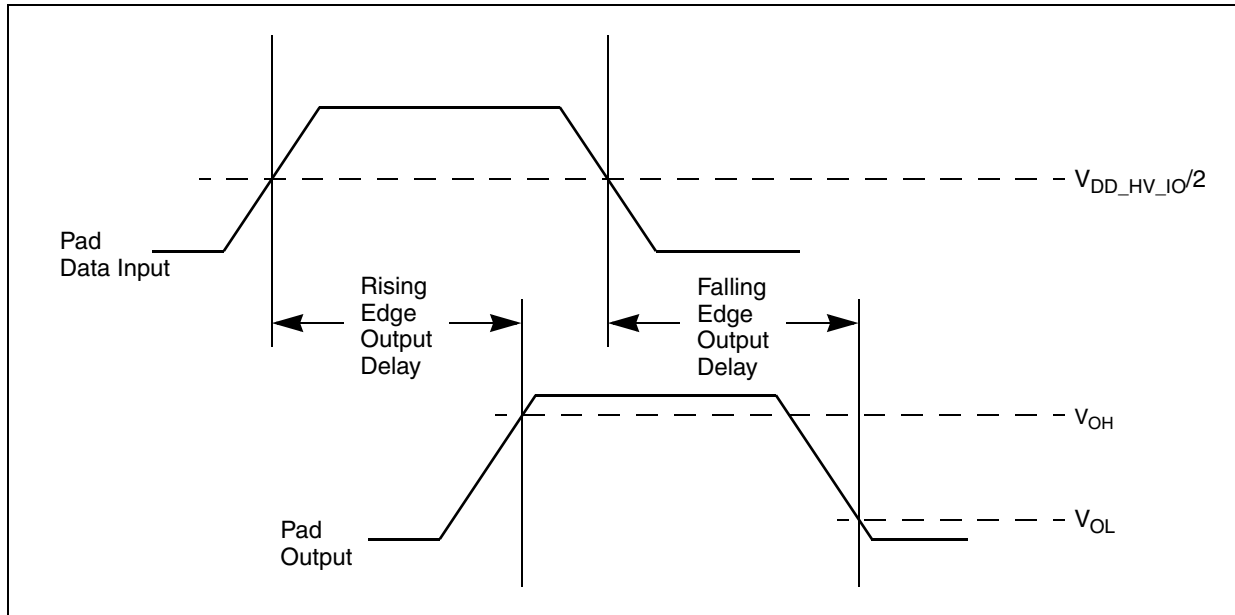 V_DD_HV_IO/2
Pad
Data Input
Rising
Edge
Output
Delay
Falling
Edge
Output
Delay
V_OH
V_OL
Pad
Output